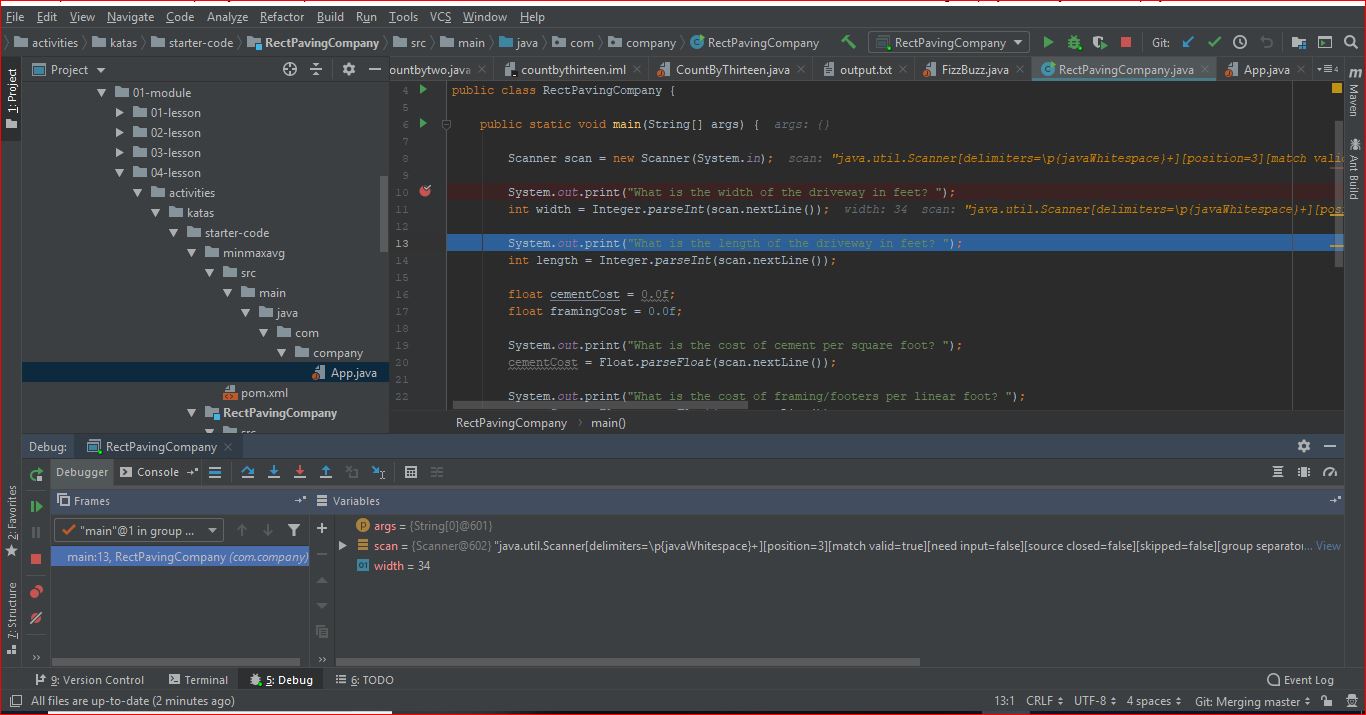 File Edit View Navigate Code Analyze Refactor Build Run Tools VCS Window Help
activities katas starter-code RectPavingCompany src main java com company RectPavingCompany RectPavingCompany Git:
1: Project
Project
ountbytwo.java countbythirteen.iml CountByThirteen.java output.txt FizzBuzz.java RectPavingCompany.java App.java 4
01-module
01-lesson
02-lesson
03-lesson
04-lesson
activities
katas
starter-code
minmaxavg
src
main
java
com
company
App.java
pom.xml
RectPavingCompany
src
4 public class RectPavingCompany {
5
6 public static void main(String[] args) { args: {}
7
8 Scanner scan = new Scanner(System.in); scan: "java.util.Scanner[delimiters=\p{javaWhitespace}+][position=3][match vali
9
10 System.out.print("What is the width of the driveway in feet? ");
11 int width = Integer.parseInt(scan.nextLine()); width: 34 scan: "java.util.Scanner[delimiters=\p{javaWhitespace}+][pos
12
13 System.out.print("What is the length of the driveway in feet? ");
14 int length = Integer.parseInt(scan.nextLine());
15
16 float cementCost = 0.0f;
17 float framingCost = 0.0f;
18
19 System.out.print("What is the cost of cement per square foot? ");
20 cementCost = Float.parseFloat(scan.nextLine());
21
22 System.out.print("What is the cost of framing/footers per linear foot? ");
RectPavingCompany main()
m Maven
Ant Build
Debug: RectPavingCompany
Debugger Console
Frames Variables
"main"@1 in group ...
main:13, RectPavingCompany (com.company)
args = {String[0]@601}
scan = {Scanner@602} "java.util.Scanner[delimiters=\p{javaWhitespace}+][position=3][match valid=true][need input=false][source closed=false][skipped=false][group separator... View
width = 34
2: Favorites
7: Structure
9: Version Control Terminal 5: Debug 6: TODO Event Log
All files are up-to-date (2 minutes ago) 13:1 CRLF UTF-8 4 spaces Git: Merging master